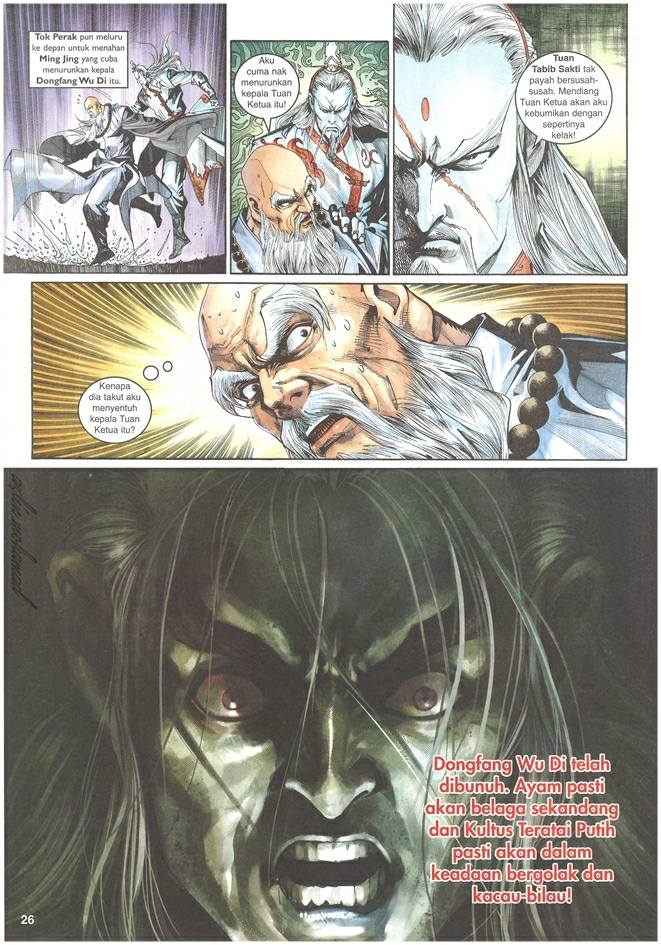 Tok Perak pun meluru
ke depan untuk menahan
Ming Jing yang cuba
menurunkan kepala
Dongfang Wu Di itu.
Aku
cuma nak
menurunkan
kepala Tuan
Ketua itu!
Tuan
Tabib Sakti tak
payah bersusah-
susah. Mendiang
Tuan Ketua akan aku
kebumikan dengan
sepertinya
kelak!
Kenapa
dia takut aku
menyentuh
kepala Tuan
Ketua itu?
Dongfang Wu Di telah
dibunuh. Ayam pasti
akan belaga sekandang
dan Kultus Teratai Putih
pasti akan dalam
keadaan bergolak dan
kacau-bilau!
26